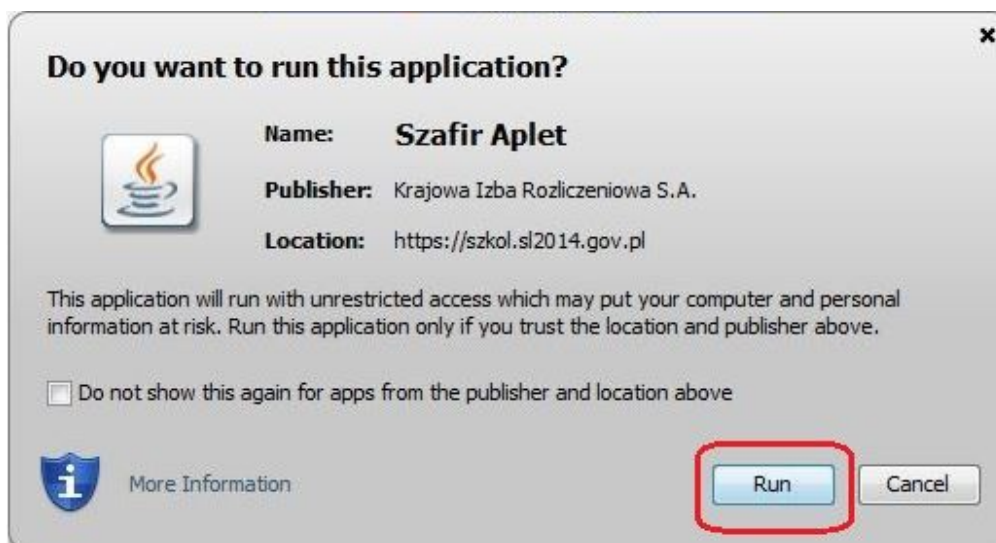 Do you want to run this application?
Name: Szafir Aplet
Publisher: Krajowa Izba Rozliczeniowa S.A.
Location: https://szkol.sl2014.gov.pl
This application will run with unrestricted access which may put your computer and personal
information at risk. Run this application only if you trust the location and publisher above.
Do not show this again for apps from the publisher and location above
More Information
Run
Cancel